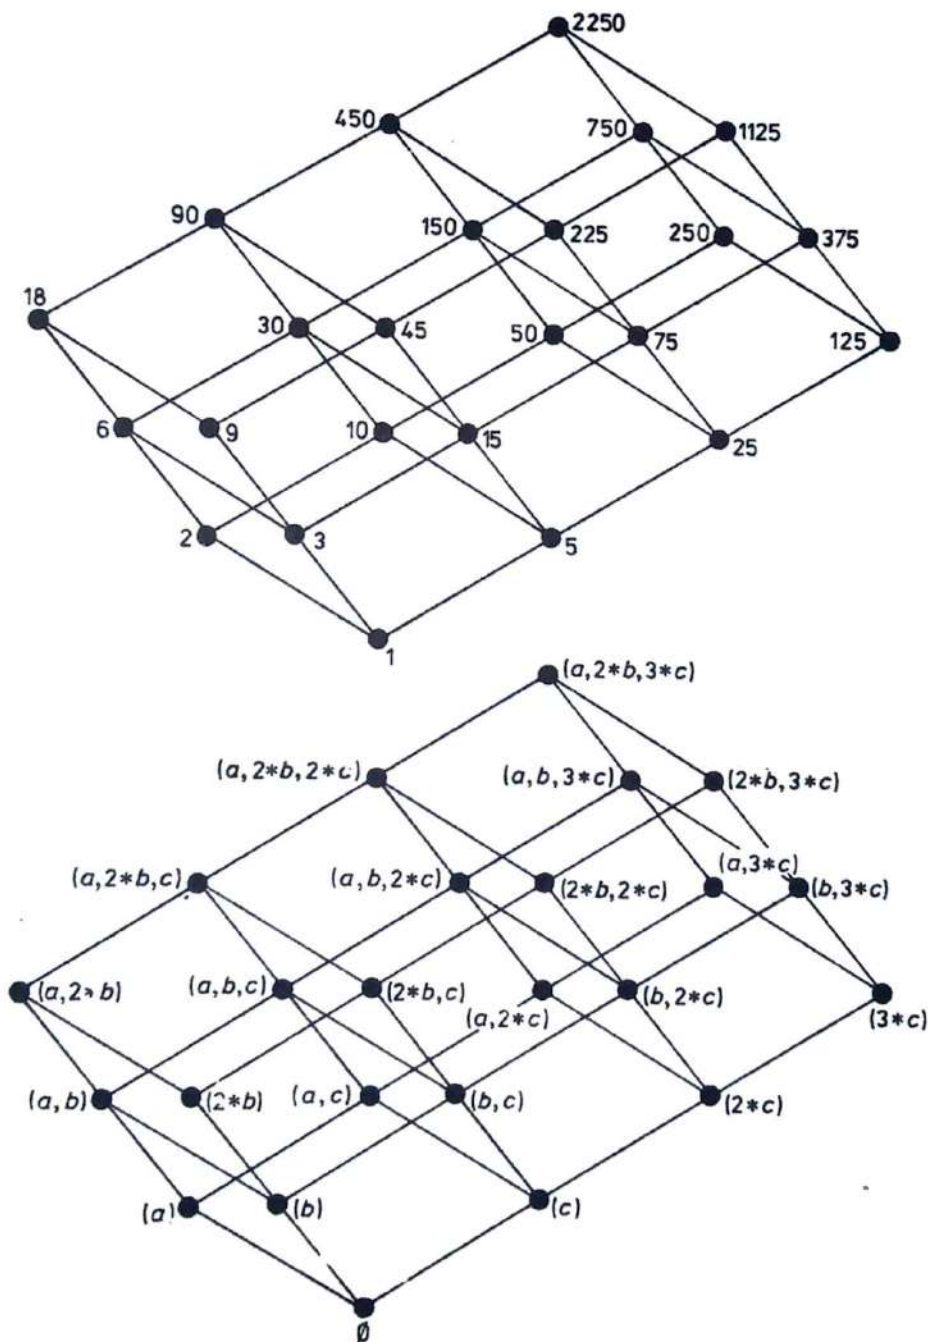 2250
450
750
1125
90
150
225
250
375
18
30
45
50
75
125
6
9
10
15
25
2
3
5
1
(a,2*b,3*c)
(a,2*b,2*c)
(a,b,3*c)
(2*b,3*c)
(a,2*b,c)
(a,b,2*c)
(2*b,2*c)
(a,3*c)
(b,3*c)
(a,2*b)
(a,b,c)
(2*b,c)
(a,2*c)
(b,2*c)
(3*c)
(a,b)
(2*b)
(a,c)
(b,c)
(2*c)
(a)
(b)
(c)
Ø